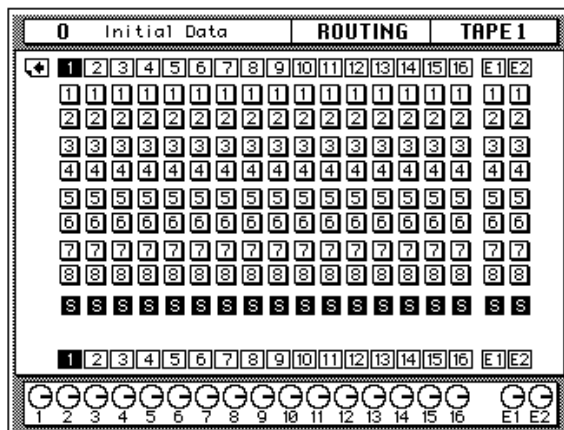 0 Initial Data ROUTING TAPE 1
1 2 3 4 5 6 7 8 9 10 11 12 13 14 15 16 E1 E2
1 1 1 1 1 1 1 1 1 1 1 1 1 1 1 1 1 1
2 2 2 2 2 2 2 2 2 2 2 2 2 2 2 2 2 2
3 3 3 3 3 3 3 3 3 3 3 3 3 3 3 3 3 3
4 4 4 4 4 4 4 4 4 4 4 4 4 4 4 4 4 4
5 5 5 5 5 5 5 5 5 5 5 5 5 5 5 5 5 5
6 6 6 6 6 6 6 6 6 6 6 6 6 6 6 6 6 6
7 7 7 7 7 7 7 7 7 7 7 7 7 7 7 7 7 7
8 8 8 8 8 8 8 8 8 8 8 8 8 8 8 8 8 8
S S S S S S S S S S S S S S S S S S
1 2 3 4 5 6 7 8 9 10 11 12 13 14 15 16 E1 E2
1 2 3 4 5 6 7 8 9 10 11 12 13 14 15 16 E1 E2